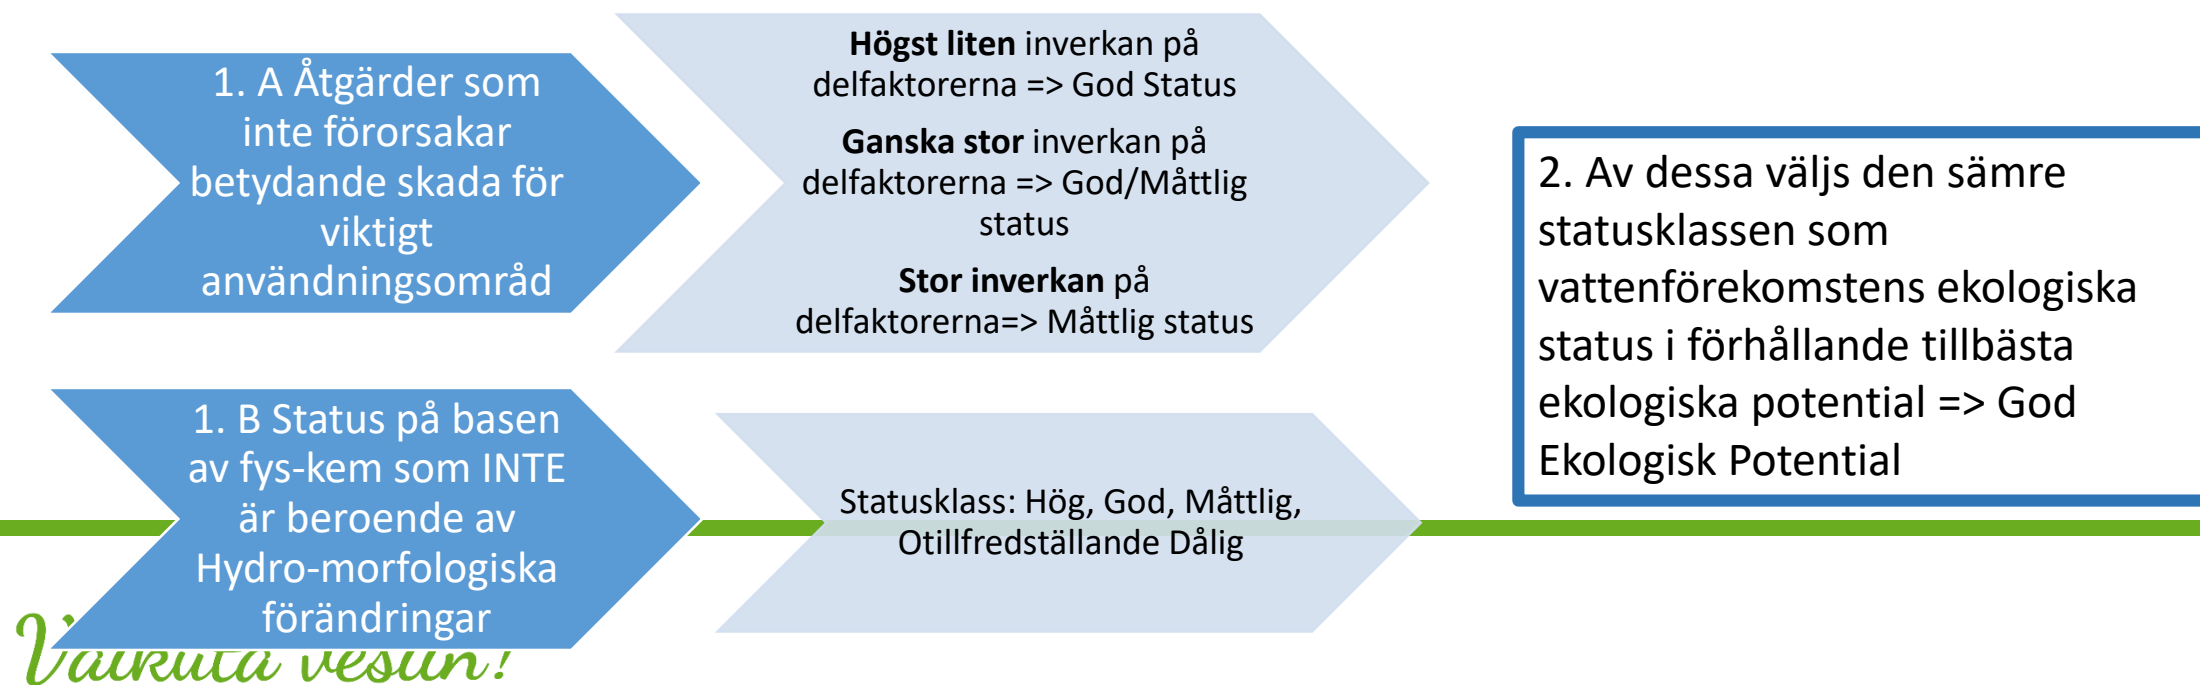 1. A Åtgärder som
inte förorsakar
betydande skada för
viktigt
användningsområd
Högst liten inverkan på
delfaktorerna => God Status
Ganska stor inverkan på
delfaktorerna => God/Måttlig
status
Stor inverkan på
delfaktorerna=> Måttlig status
1. B Status på basen
av fys-kem som INTE
är beroende av
Hydro-morfologiska
förändringar
Statusklass: Hög, God, Måttlig,
Otillfredställande Dålig
2. Av dessa väljs den sämre
statusklassen som
vattenförekomstens ekologiska
status i förhållande tillbästa
ekologiska potential => God
Ekologisk Potential
Vaikuta vesiin!